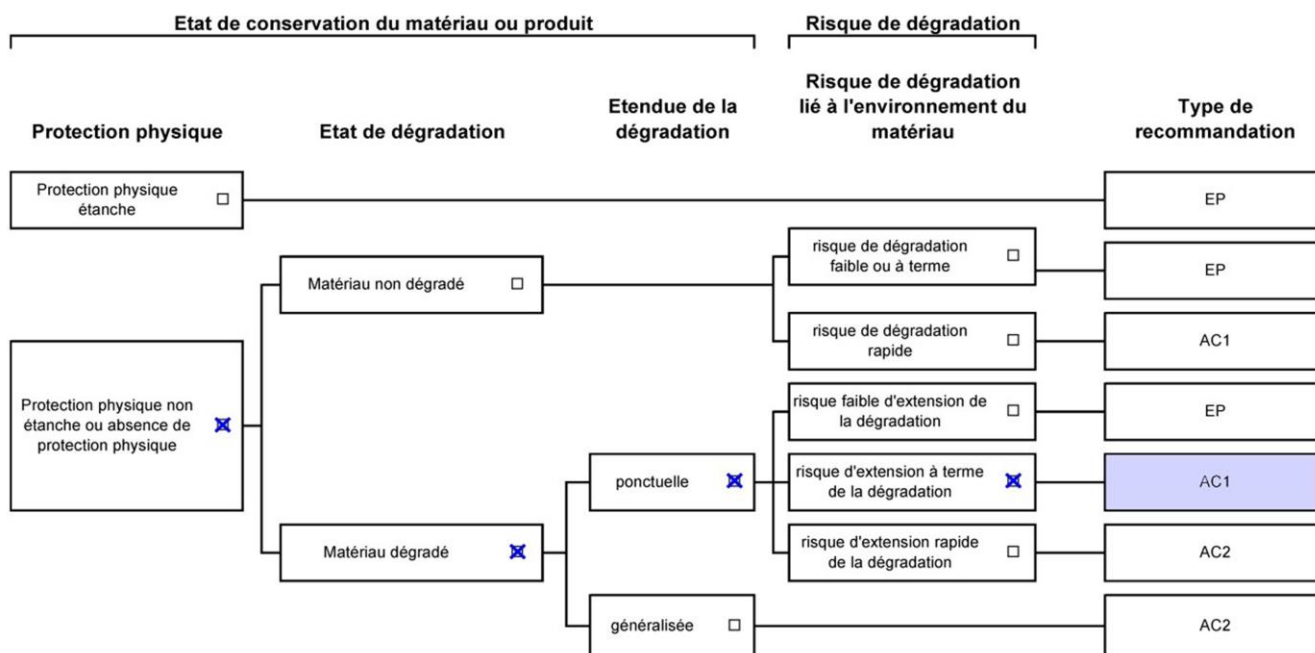 Etat de conservation du matériau ou produit
Risque de dégradation
Protection physique
Etat de dégradation
Etendue de la
dégradation
Risque de dégradation
lié à l'environnement du
matériau
Type de
recommandation
Protection physique
étanche
EP
Matériau non dégradé
risque de dégradation
faible ou à terme
EP
risque de dégradation
rapide
AC1
Protection physique non
étanche ou absence de
protection physique
risque faible d'extension de
la dégradation
EP
ponctuelle
risque d'extension à terme
de la dégradation
AC1
Matériau dégradé
risque d'extension rapide
de la dégradation
AC2
généralisée
AC2